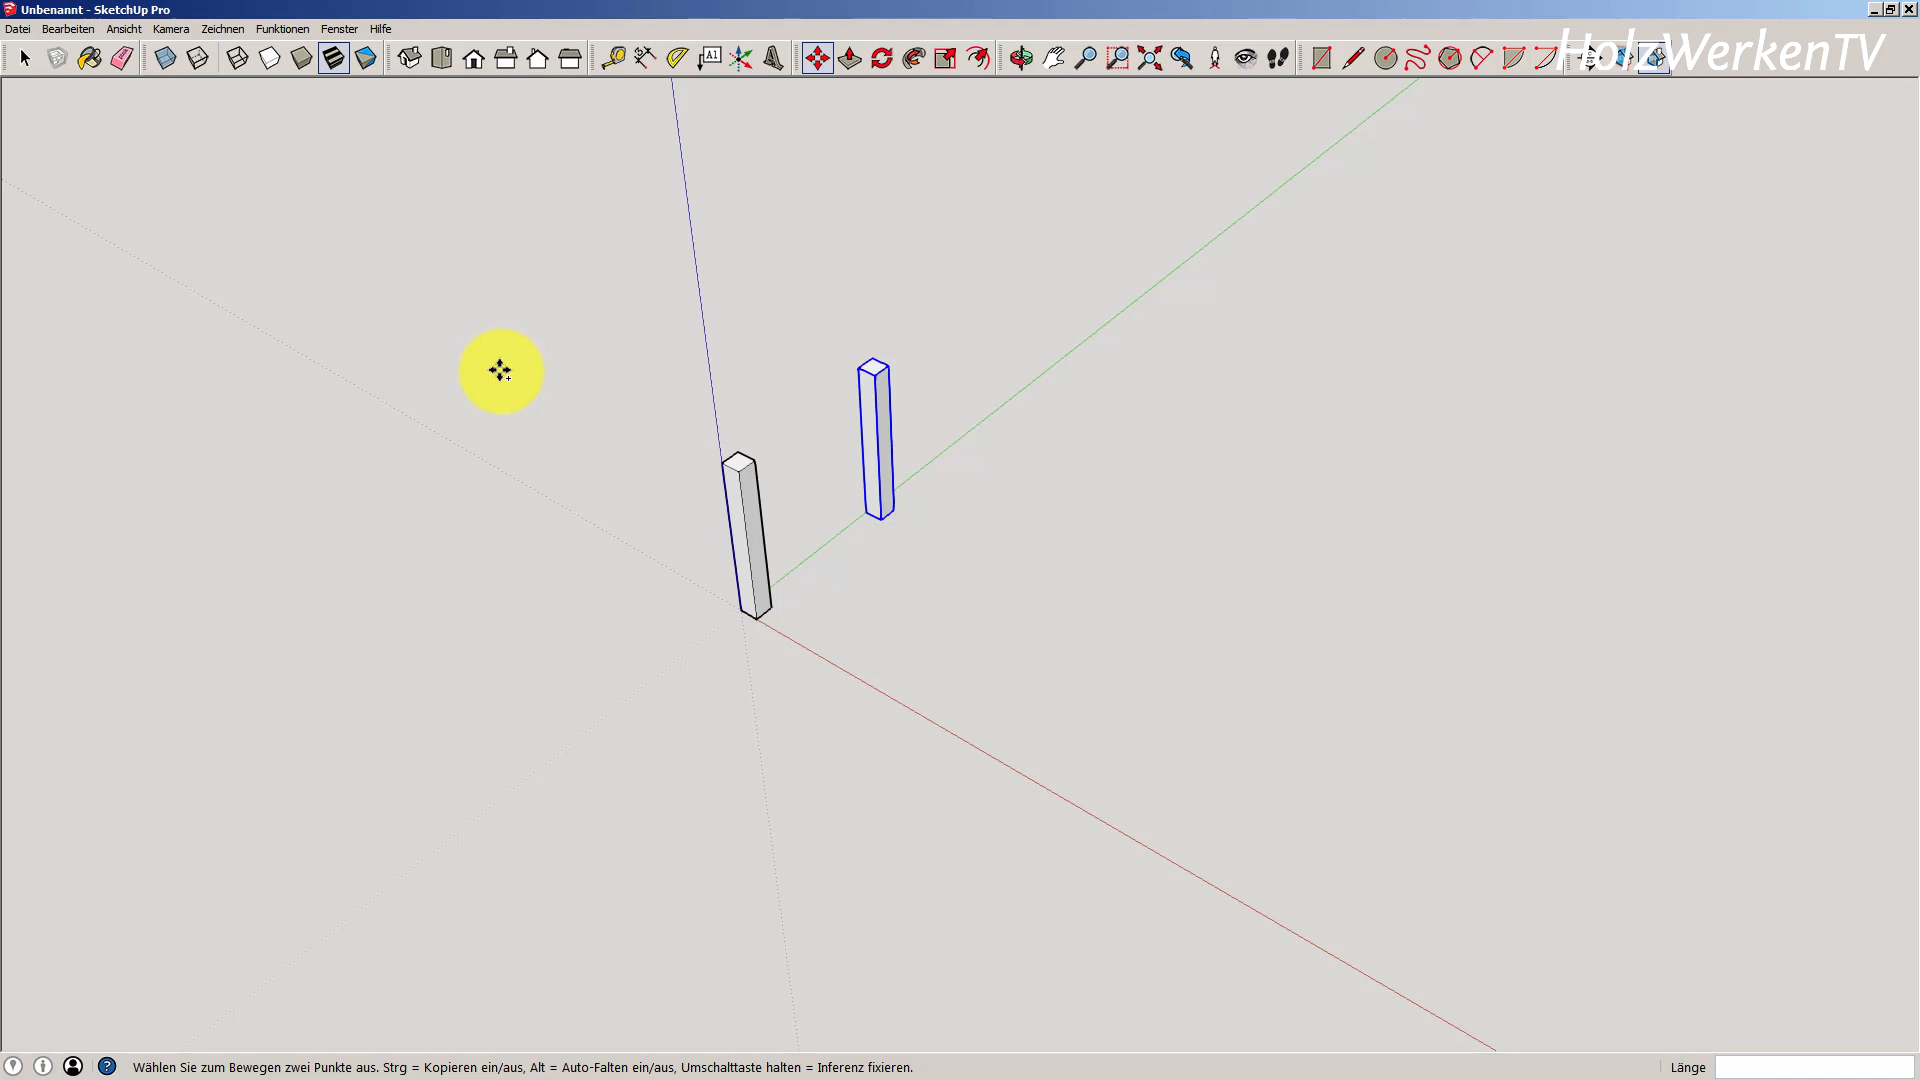 Unbenannt - SketchUp Pro
Datei Bearbeiten Ansicht Kamera Zeichnen Funktionen Fenster Hilfe
A1
HolzWerkenTV
Wählen Sie zum Bewegen zwei Punkte aus. Strg = Kopieren ein/aus, Alt = Auto-Falten ein/aus, Umschalttaste halten = Inferenz fixieren.
Länge